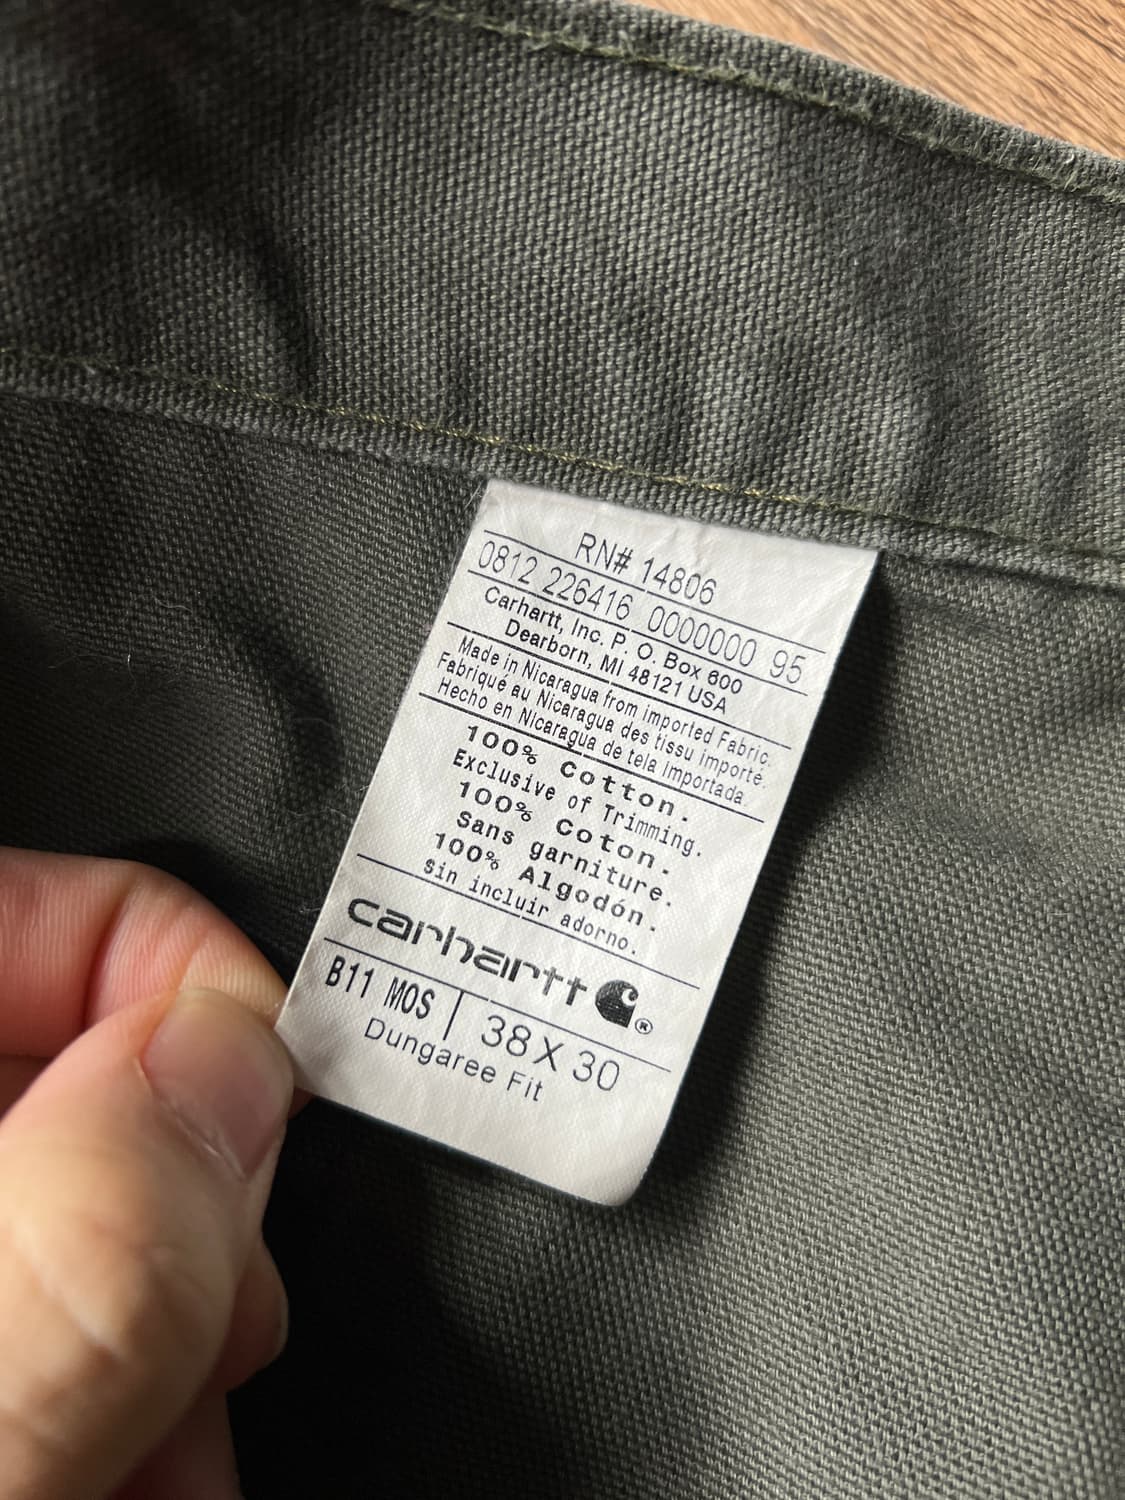 RN# 14806
0812 226416 0000000 95
Carhartt, Inc. P. O. Box 600
Dearborn, MI 48121 USA
Made in Nicaragua from imported Fabric.
Fabriqué au Nicaragua des tissu importé.
Hecho en Nicaragua de tela importada.
100% Cotton.
Exclusive of Trimming.
100% Coton.
Sans garniture.
100% Algodón.
Sin incluir adorno.
carhartt ®
B11 MOS | 38 X 30
Dungaree Fit